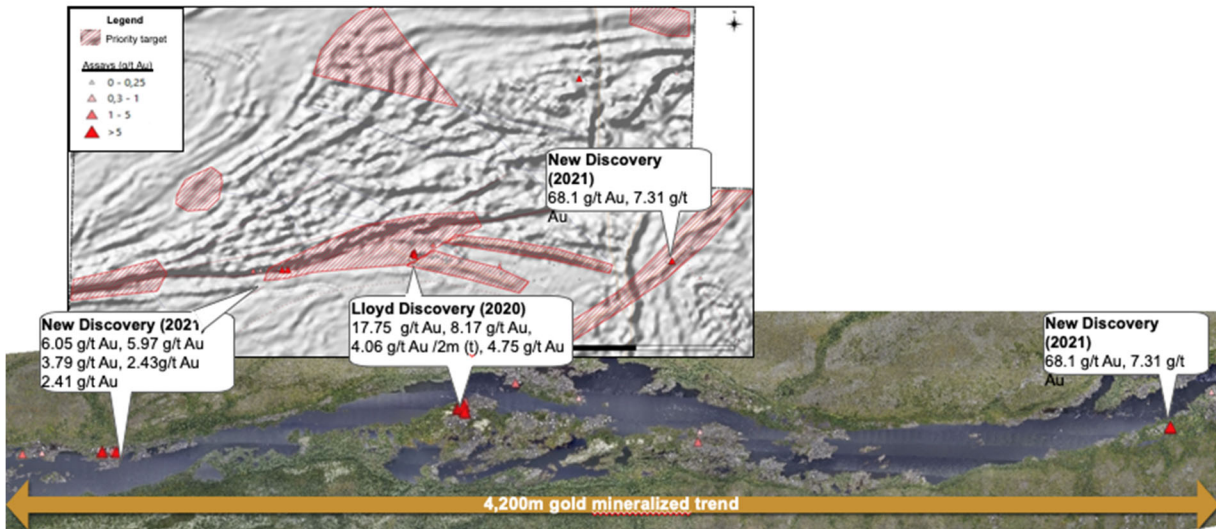 Legend
Priority target
Assays (g/t Au)
0 - 0,25
0,3 - 1
1 - 5
>5
New Discovery
(2021)
68.1 g/t Au, 7.31 g/t
Au
Lloyd Discovery (2020)
17.75 g/t Au, 8.17 g/t Au,
4.06 g/t Au /2m (t), 4.75 g/t Au
New Discovery (2021,
6.05 g/t Au, 5.97 g/t Au
3.79 g/t Au, 2.43g/t Au
2.41 g/t Au
New Discovery
(2021)
68.1 g/t Au, 7.31 g/t
Au
4,200m gold mineralized trend